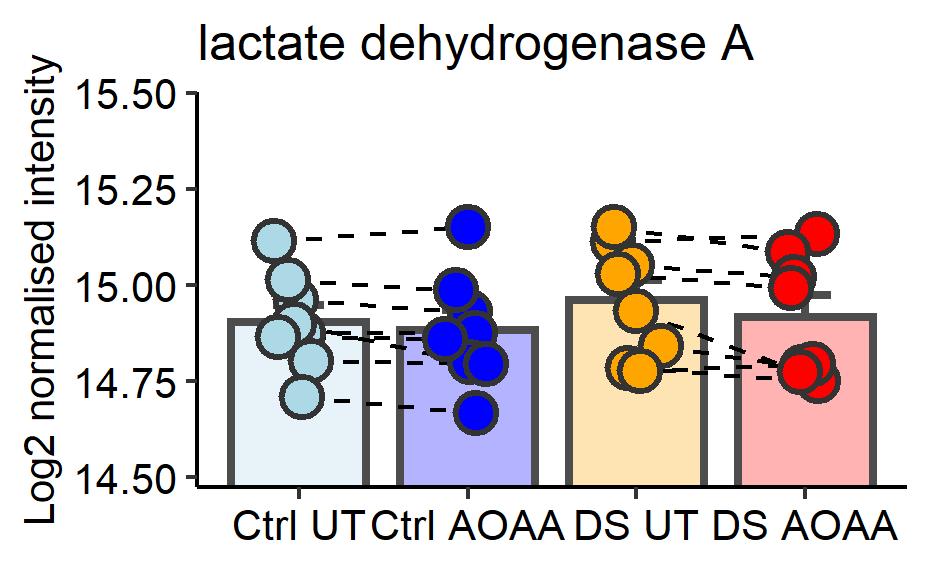 lactate dehydrogenase A
Log2 normalised intensity
15.50
15.25
15.00
14.75
14.50
Ctrl UT Ctrl AOAA DS UT DS AOAA